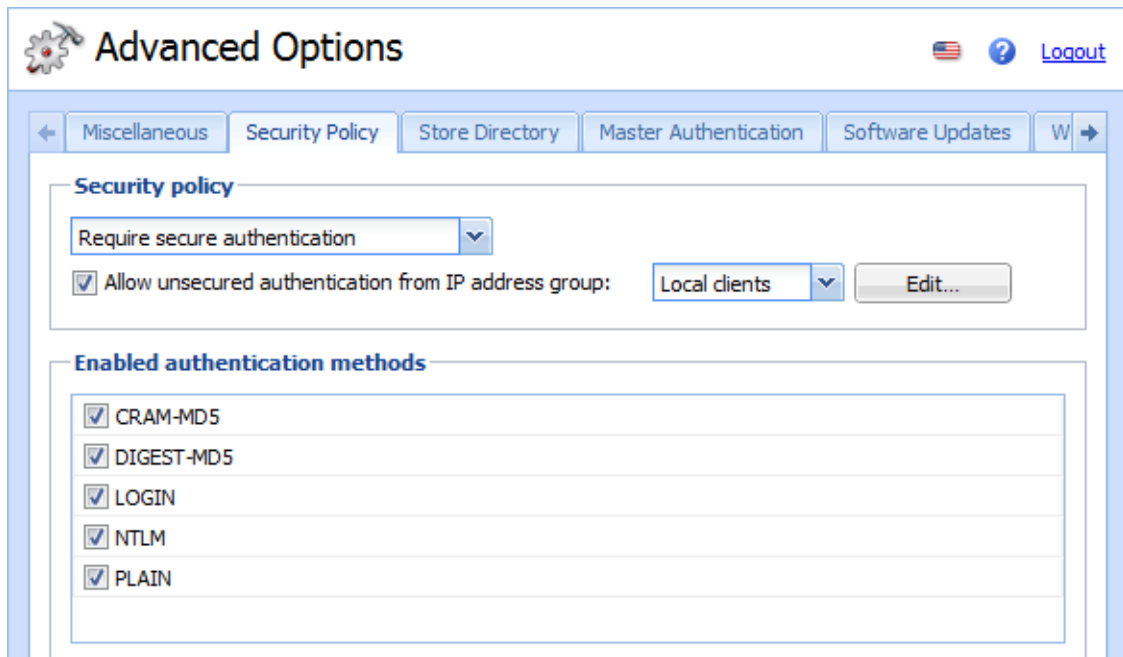 Advanced Options
? Logout
Miscellaneous Security Policy Store Directory Master Authentication Software Updates W
Security policy
Require secure authentication
Allow unsecured authentication from IP address group: Local clients Edit...
Enabled authentication methods
CRAM-MD5
DIGEST-MD5
LOGIN
NTLM
PLAIN